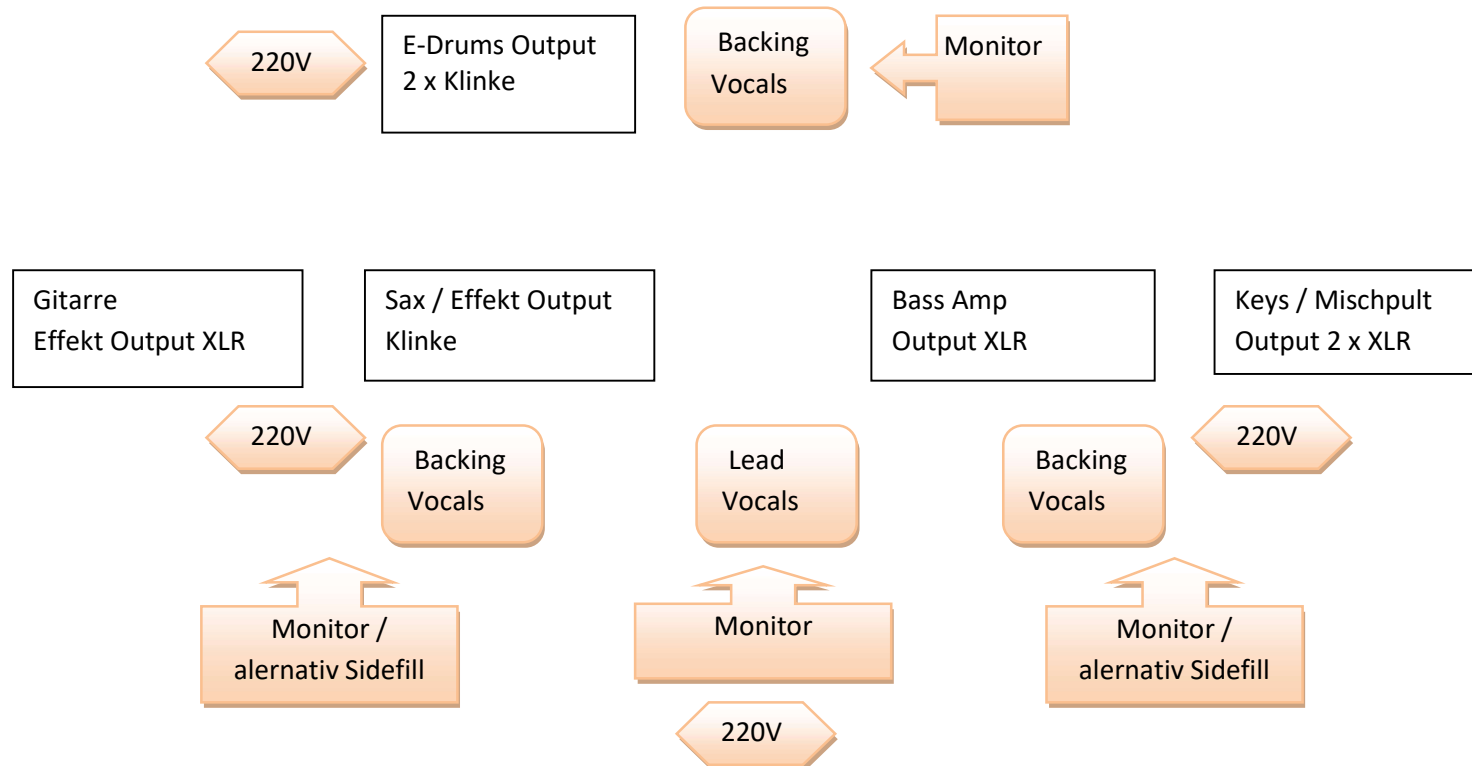 220V
E-Drums Output
2 x Klinke
Backing
Vocals
Monitor
Gitarre
Effekt Output XLR
Sax / Effekt Output
Klinke
Bass Amp
Output XLR
Keys / Mischpult
Output 2 x XLR
220V
Backing
Vocals
Lead
Vocals
Backing
Vocals
220V
Monitor /
alernativ Sidefill
Monitor
Monitor /
alernativ Sidefill
220V